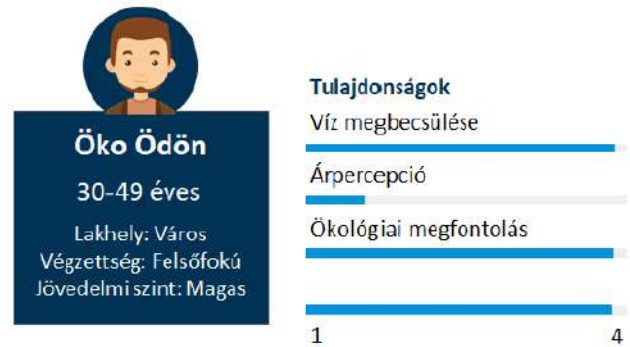 Öko Ödön
30-49 éves
Lakhely: Város
Végzettség: Felsőfokú
Jövedelmi szint: Magas
Tulajdonságok
Víz megbecsülése
Árpercepció
Ökológiai megfontolás
1 4